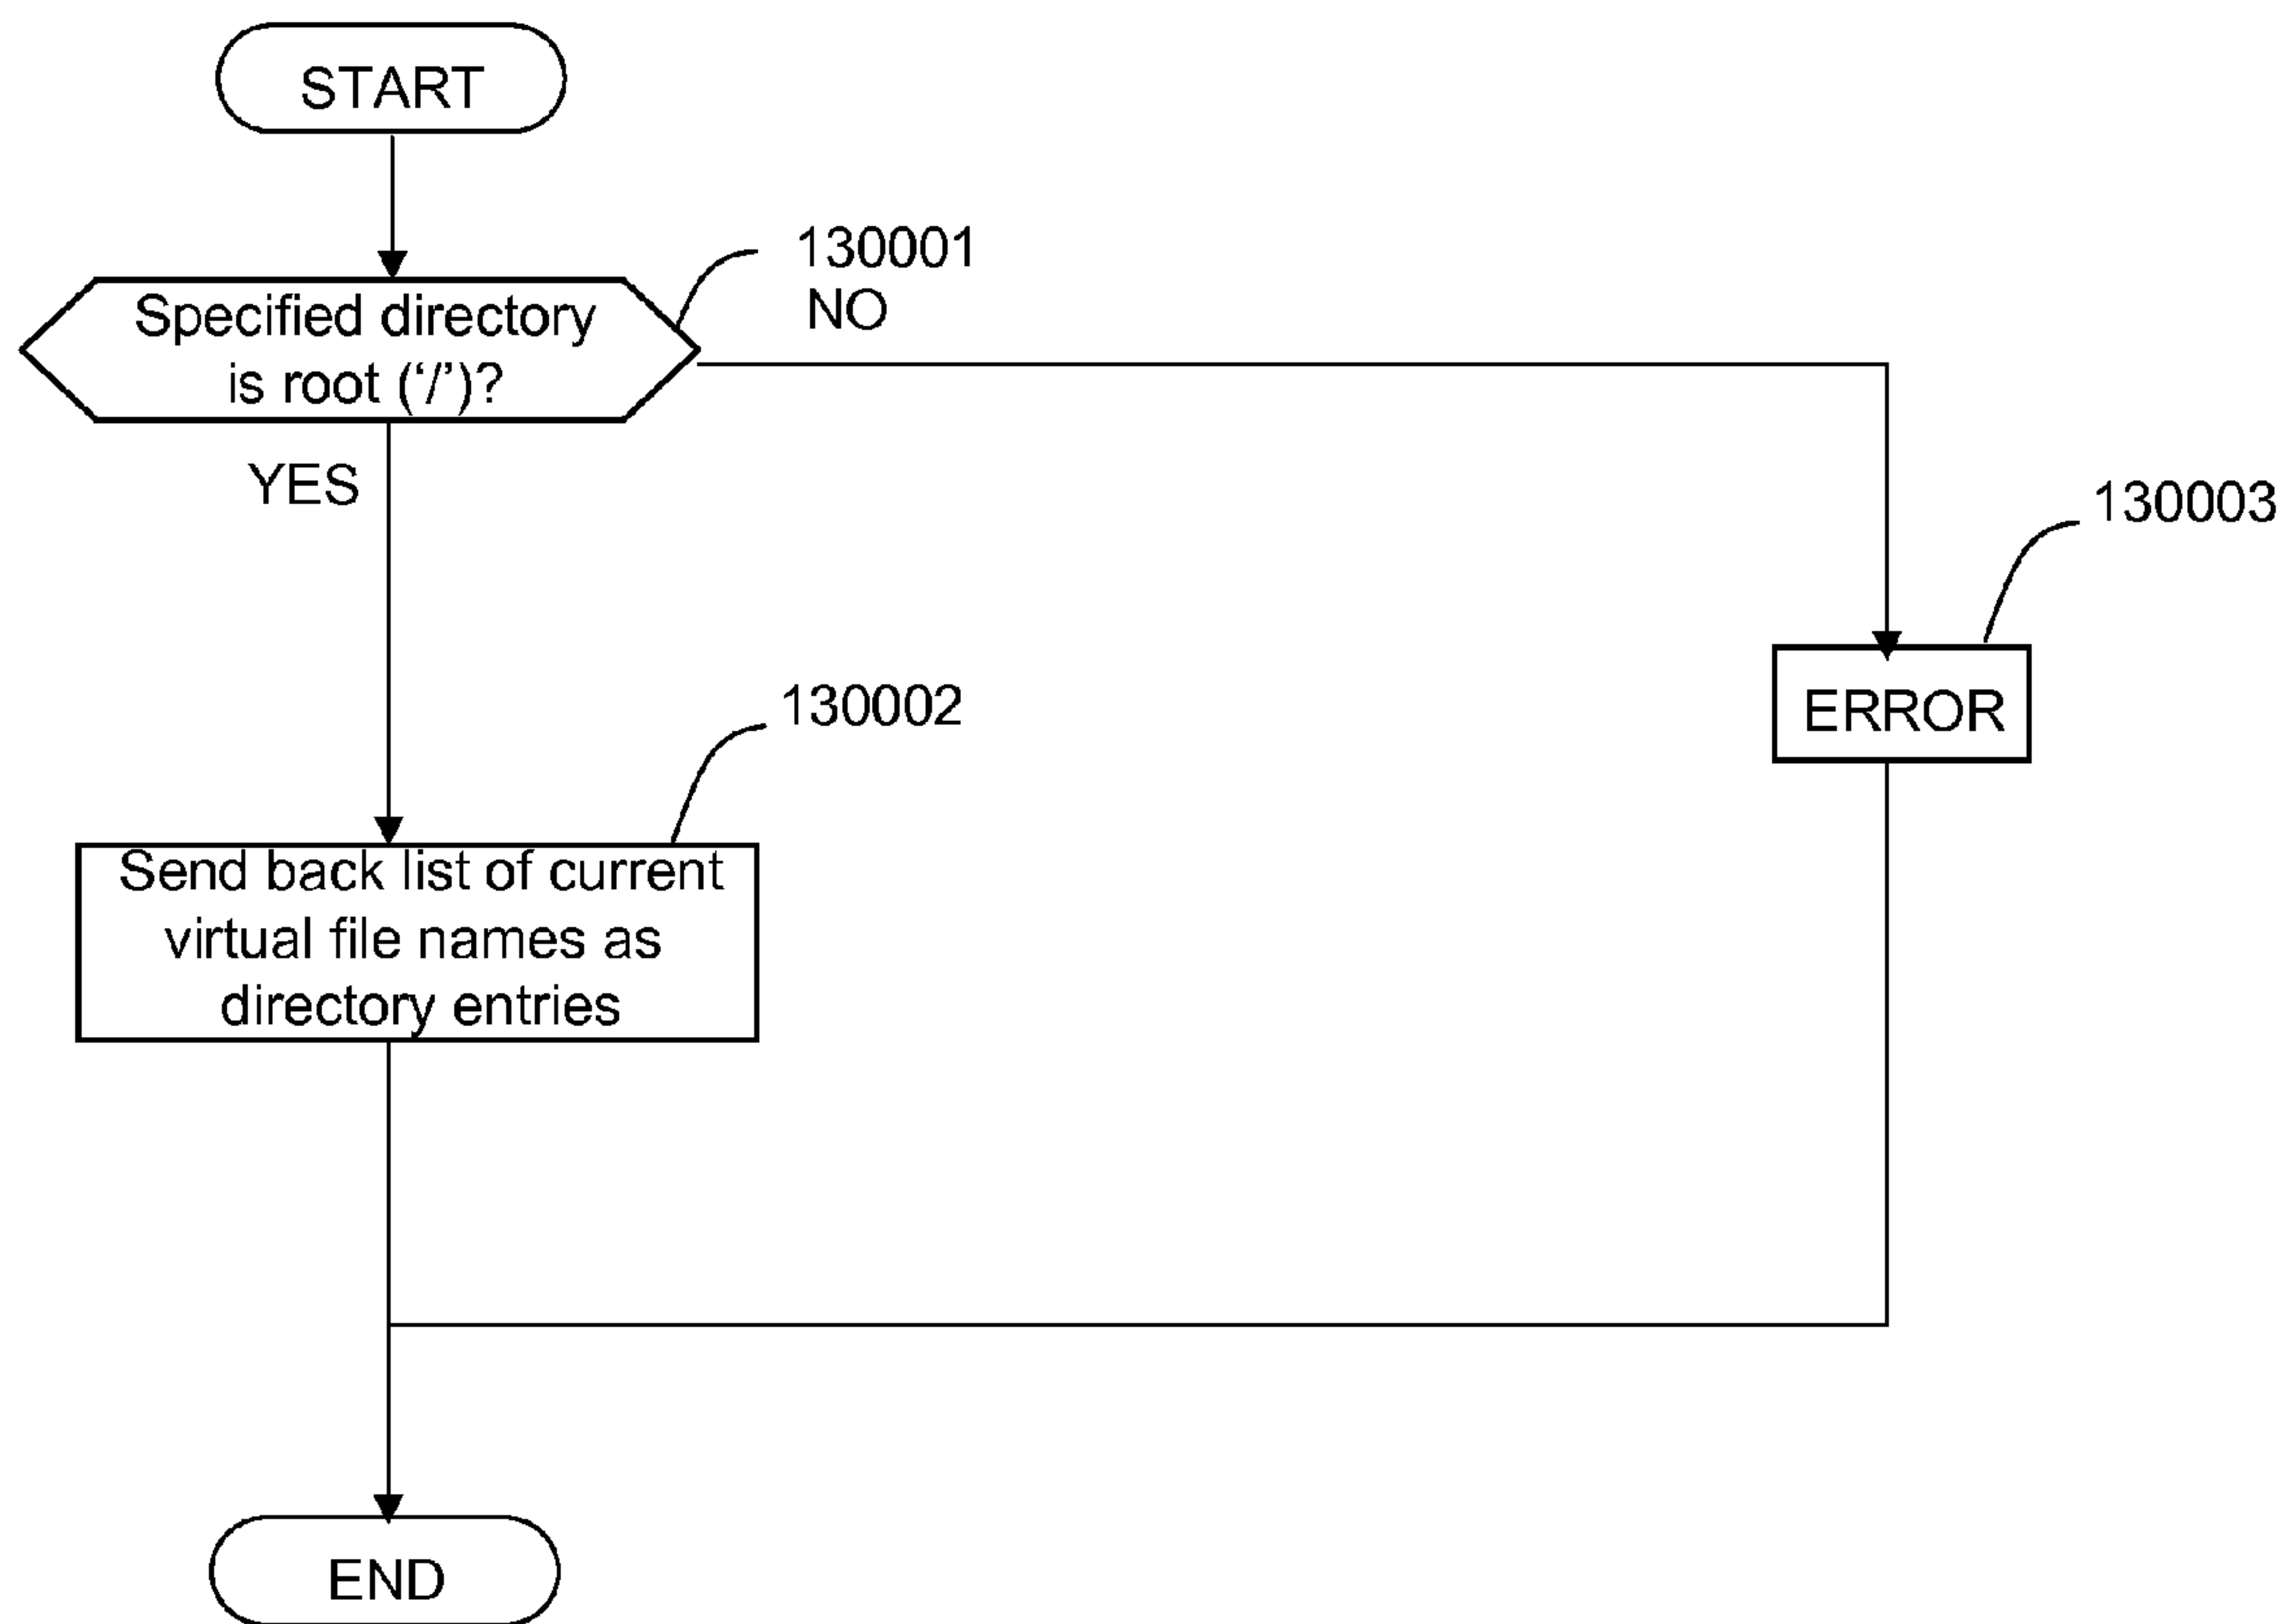 START
130001
NO
Specified directory
is root (‘/’)?
YES
130003
ERROR
130002
Send back list of current
virtual file names as
directory entries
END